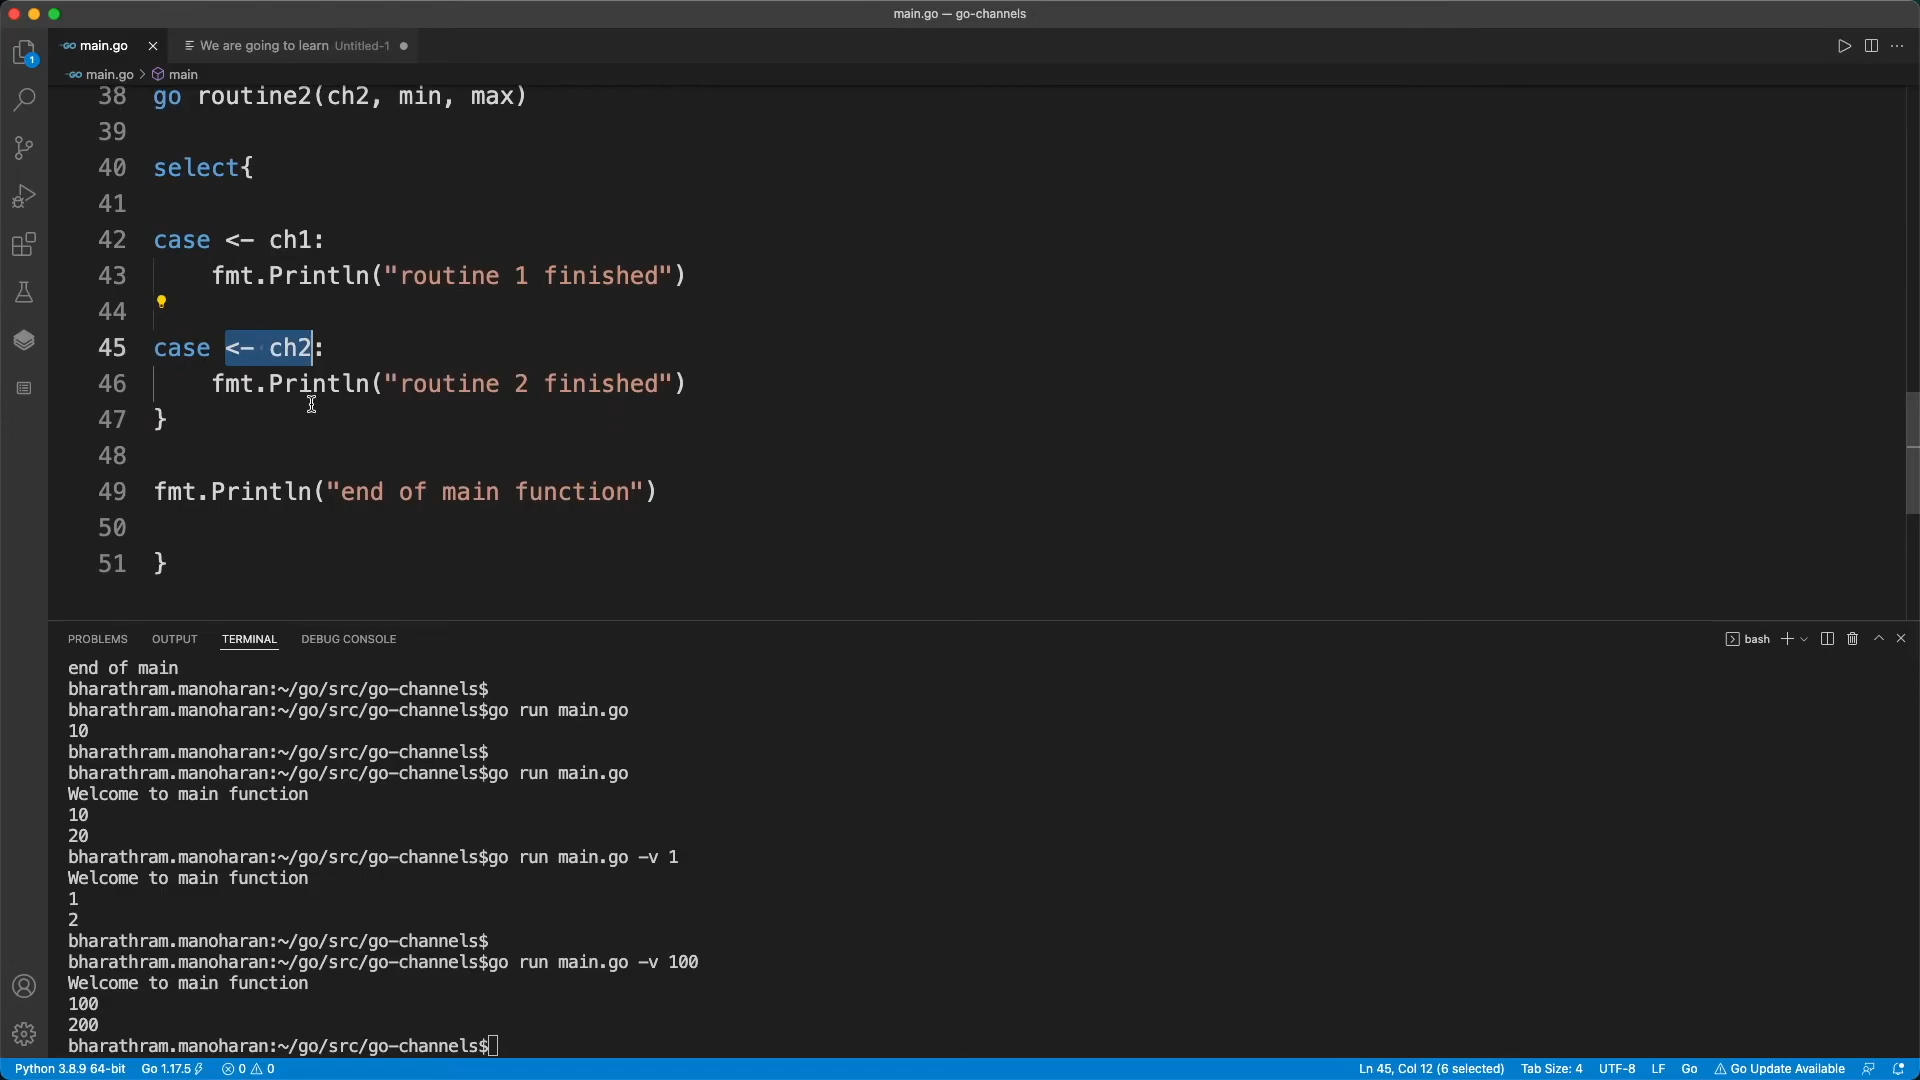 main.go — go-channels
main.go
We are going to learn Untitled-1
main.go > main
38 go routine2(ch2, min, max)
39
40 select{
41
42 case <- ch1:
43 fmt.Println("routine 1 finished")
44
45 case <- ch2:
46 fmt.Println("routine 2 finished")
47 }
48
49 fmt.Println("end of main function")
50
51 }
PROBLEMS OUTPUT TERMINAL DEBUG CONSOLE
bash
end of main
bharathram.manoharan:~/go/src/go-channels$
bharathram.manoharan:~/go/src/go-channels$go run main.go
10
bharathram.manoharan:~/go/src/go-channels$
bharathram.manoharan:~/go/src/go-channels$go run main.go
Welcome to main function
10
20
bharathram.manoharan:~/go/src/go-channels$go run main.go -v 1
Welcome to main function
1
2
bharathram.manoharan:~/go/src/go-channels$
bharathram.manoharan:~/go/src/go-channels$go run main.go -v 100
Welcome to main function
100
200
bharathram.manoharan:~/go/src/go-channels$
Python 3.8.9 64-bit Go 1.17.5 0 0 Ln 45, Col 12 (6 selected) Tab Size: 4 UTF-8 LF Go Go Update Available